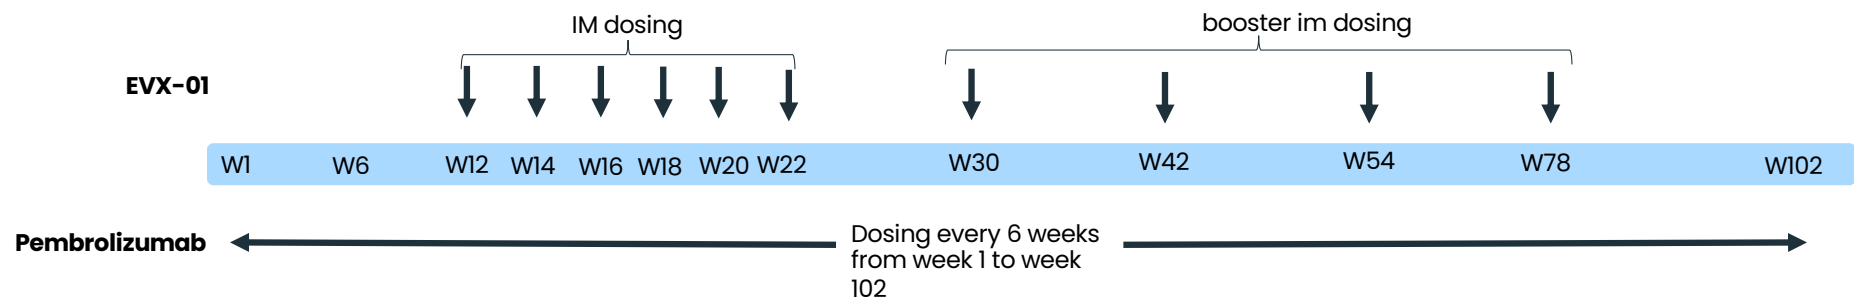 IM dosing
booster im dosing
EVX-01
W1 W6 W12 W14 W16 W18 W20 W22 W30 W42 W54 W78 W102
Pembrolizumab
Dosing every 6 weeks
from week 1 to week
102